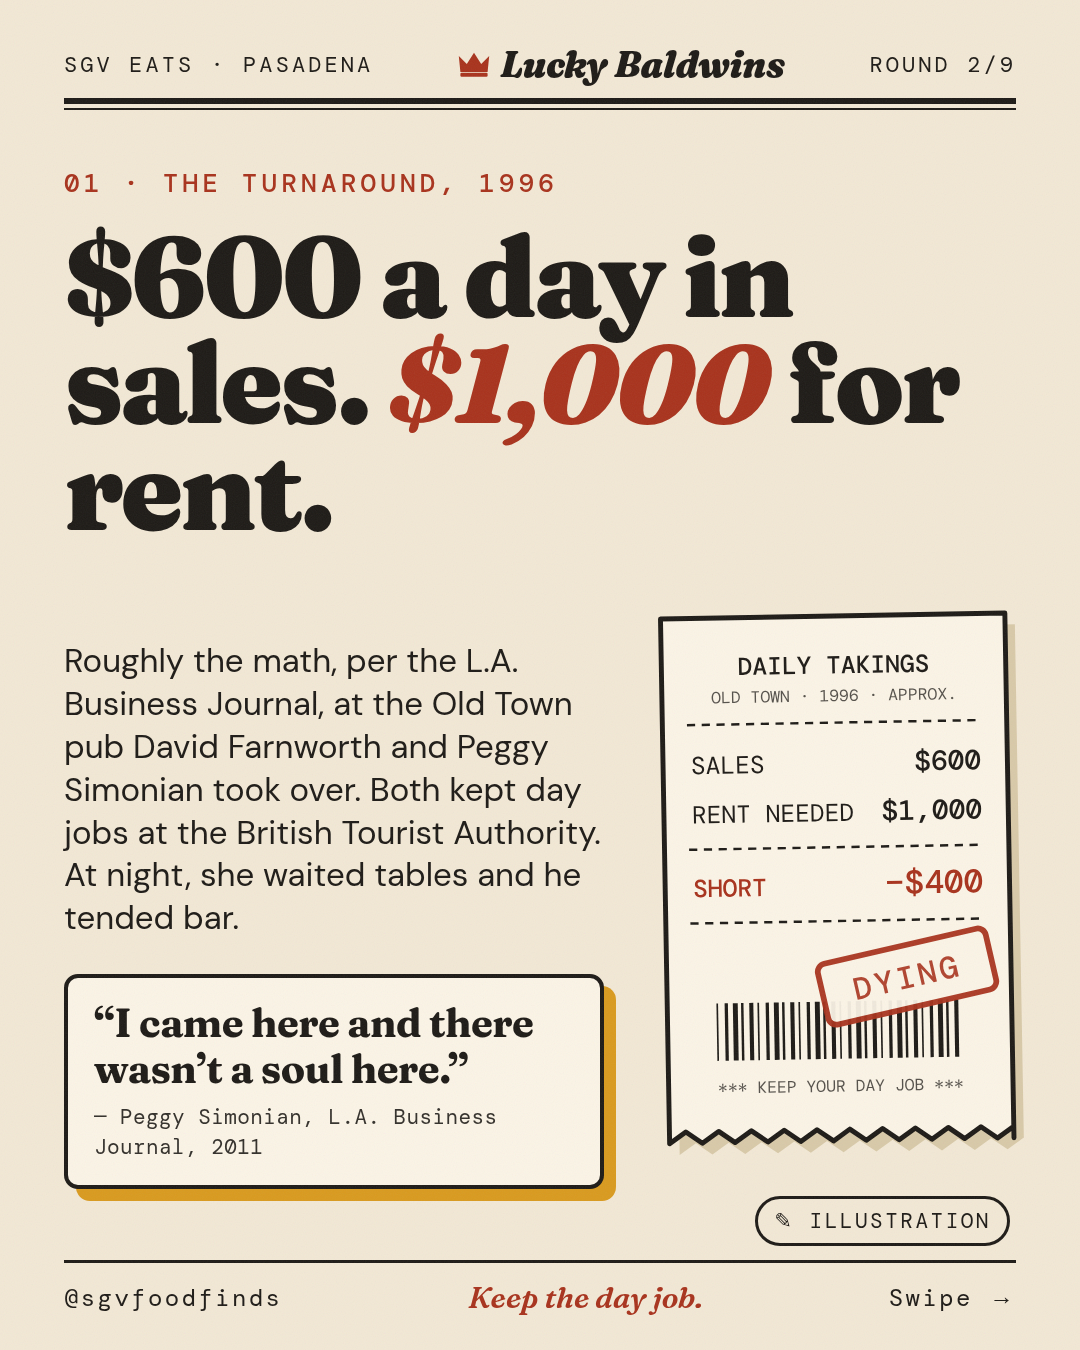 SGV EATS · PASADENA
Lucky Baldwins
ROUND 2/9
01 · THE TURNAROUND, 1996
$600 a day in
sales. $1,000 for
rent.
Roughly the math, per the L.A.
Business Journal, at the Old Town
pub David Farnworth and Peggy
Simonian took over. Both kept day
jobs at the British Tourist Authority.
At night, she waited tables and he
tended bar.
“I came here and there
wasn’t a soul here.”
— Peggy Simonian, L.A. Business
Journal, 2011
DAILY TAKINGS
OLD TOWN · 1996 · APPROX.
SALES $600
RENT NEEDED $1,000
SHORT −$400
DYING
*** KEEP YOUR DAY JOB ***
✎ ILLUSTRATION
@sgvfoodfinds
Keep the day job.
Swipe →